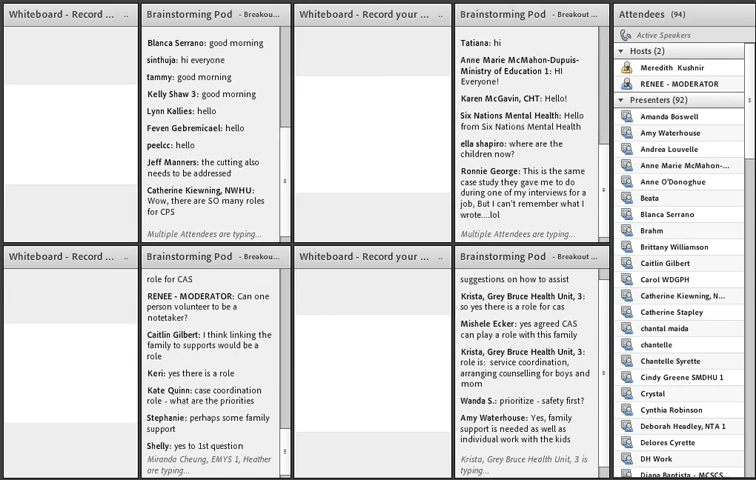 Whiteboard - Record ...
Brainstorming Pod - Breakou...
Blanca Serrano: good morning
sinthuja: hi everyone
tammy: good morning
Kelly Shaw 3: good morning
Lynn Kallies: hello
Feven Gebremicael: hello
peelcc: hello
Jeff Manners: the cutting also
needs to be addressed
Catherine Kiewning, NWHU:
Wow, there are SO many roles
for CPS
Multiple Attendees are typing...
Whiteboard - Record your ...
Brainstorming Pod - Breakout ...
Tatiana: hi
Anne Marie McMahon-Dupuis-
Ministry of Education 1: HI
Everyone!
Karen McGavin, CHT: Hello!
Six Nations Mental Health: Hello
from Six Nations Mental Health
ella shapiro: where are the
children now?
Ronnie George: This is the same
case study they gave me to do
during one of my interviews for a
job, But I can't remember what I
wrote....lol
Multiple Attendees are typing...
Whiteboard - Record ...
Brainstorming Pod - Breakou...
role for CAS
RENEE - MODERATOR: Can one
person volunteer to be a
notetaker?
Caitlin Gilbert: I think linking the
family to supports would be a
role
Keri: yes there is a role
Kate Quinn: case coordination
role - what are the priorities
Stephanie: perhaps some family
support
Shelly: yes to 1st question
Miranda Cheung, EMYS 1, Heather
are typing...
Whiteboard - Record your ...
Brainstorming Pod - Breakout ...
suggestions on how to assist
Krista, Grey Bruce Health Unit, 3:
so yes there is a role for cas
Mishele Ecker: yes agreed CAS
can play a role with this family
Krista, Grey Bruce Health Unit, 3:
role is: service coordination,
arranging counselling for boys and
mom
Wanda S.: prioritize - safety first?
Amy Waterhouse: Yes, family
support is needed as well as
individual work with the kids
Krista, Grey Bruce Health Unit, 3 is
typing...
Attendees (94)
Active Speakers
Hosts (2)
Meredith Kushnir
RENEE - MODERATOR
Presenters (92)
Amanda Boswell
Amy Waterhouse
Andrea Louvelle
Anne Marie McMahon-...
Anne O'Donoghue
Beata
Blanca Serrano
Brahm
Brittany Williamson
Caitlin Gilbert
Carol WDGPH
Catherine Kiewning, N...
Catherine Stapley
chantal maida
chantelle
Chantelle Syrette
Cindy Greene SMDHU 1
Crystal
Cynthia Robinson
Deborah Headley, NTA 1
Delores Cyrette
DH Work
Diana Baptista - MCSCS...